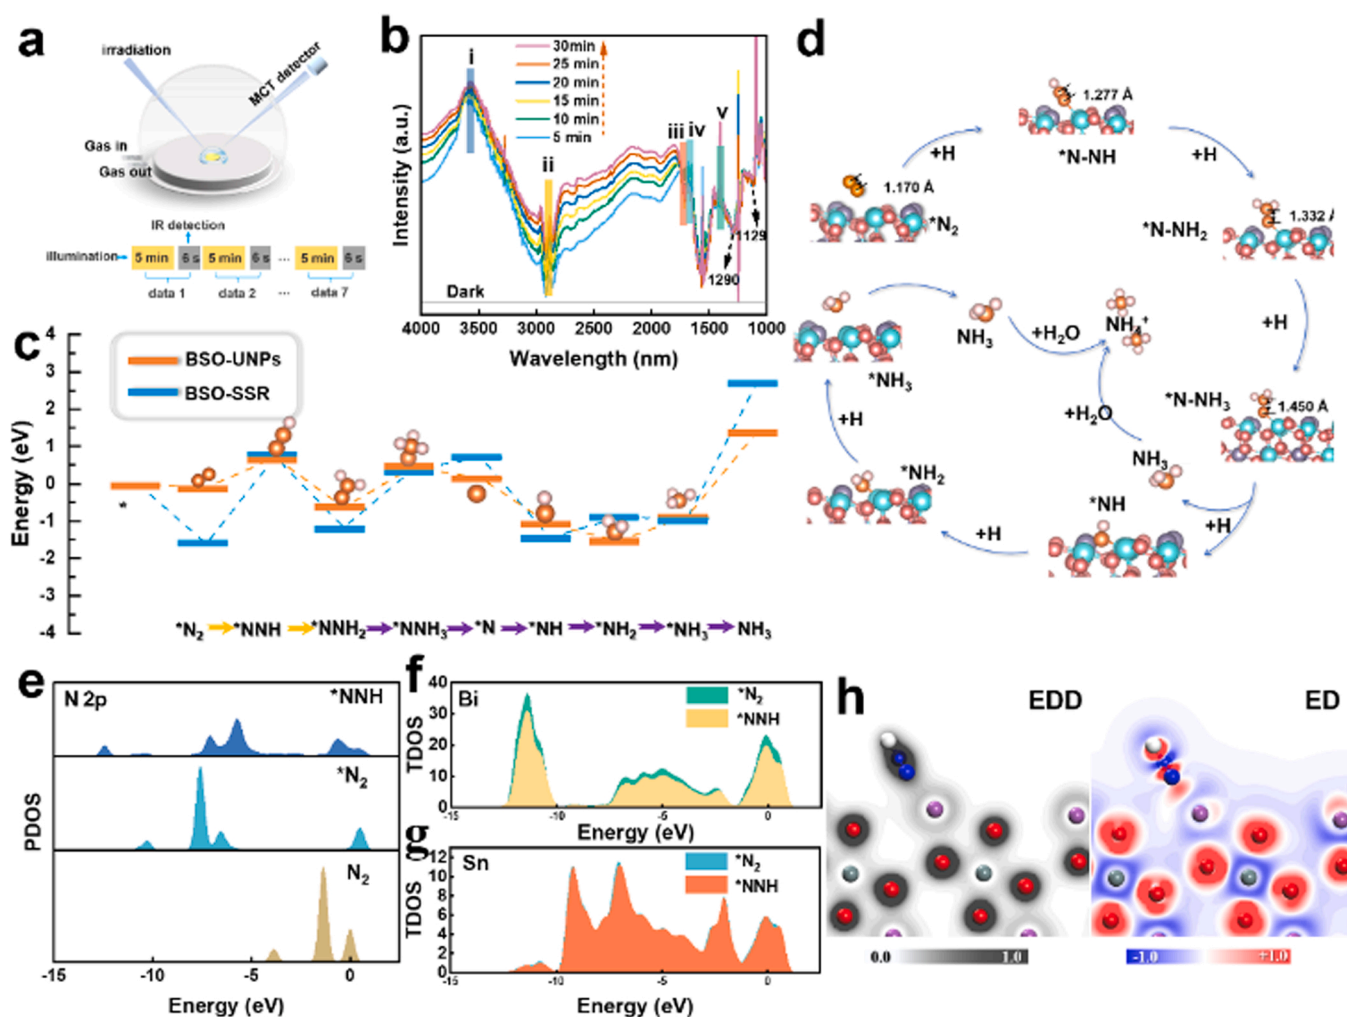 a
irradiation
MCT detector
Gas in
Gas out
IR detection
illumination
5 min 6 s 5 min 6 s ... 5 min 6 s
data 1 data 2 ... data 7
b
Intensity (a.u.)
i
ii
iii
iv
v
30min
25 min
20 min
15 min
10 min
5 min
1129
1290
Dark
4000 3500 3000 2500 2000 1500 1000
Wavelength (nm)
c
Energy (eV)
4
3
2
1
0
-1
-2
-3
-4
BSO-UNPs
BSO-SSR
*
*N₂ *NNH *NNH₂ *NNH₃ *N *NH *NH₂ *NH₃ NH₃
d
1.277 Å
*N-NH
+H
+H
1.170 Å
*N₂
1.332 Å
*N-NH₂
+H
NH₃
+H₂O
NH₄⁺
*NH₃
+H
*N-NH₃
1.450 Å
+H₂O
NH₃
*NH₂
*NH
+H
+H
e
N 2p
*NNH
*N₂
N₂
PDOS
-15 -10 -5 0
Energy (eV)
f
Bi
*N₂
*NNH
TDOS
40
30
20
10
0
-15 -10 -5 0
Energy (eV)
g
Sn
*N₂
*NNH
TDOS
12
10
8
6
4
2
0
-15 -10 -5 0
Energy (eV)
h
EDD
ED
0.0 1.0
-1.0 +1.0